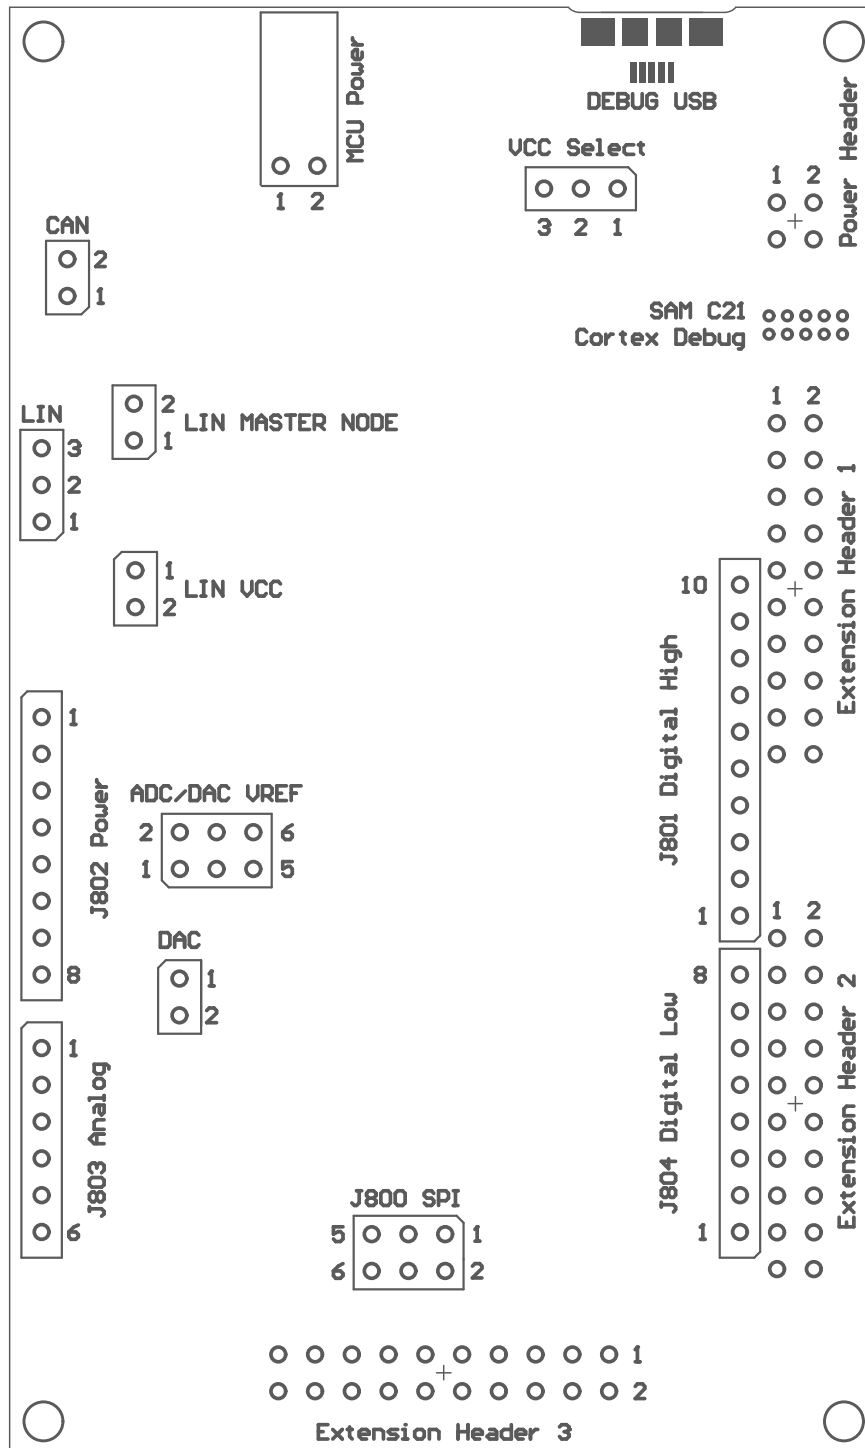 MCU Power
1 2
DEBUG USB
VCC Select
3 2 1
Power Header
1 2
CAN
2
1
SAM C21
Cortex Debug
LIN
3
2
1
2
1
LIN MASTER NODE
1
2
LIN VCC
1 2
Extension Header 1
10
J801 Digital High
1
1
J802 Power
8
ADC/DAC VREF
2 6
1 5
DAC
1
2
1 2
Extension Header 2
8
J804 Digital Low
1
1
J803 Analog
6
J800 SPI
5 1
6 2
1
2
Extension Header 3